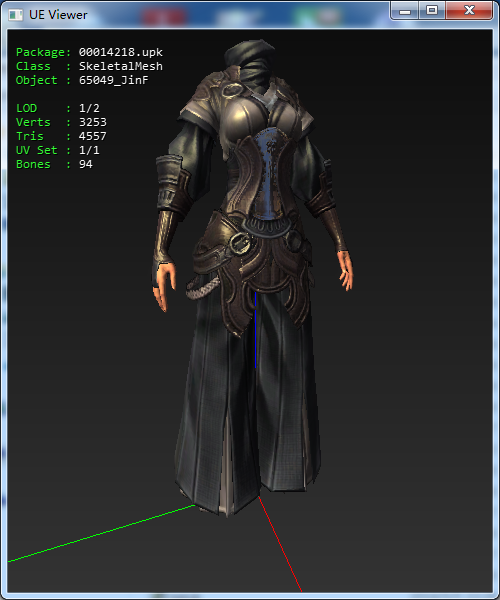 UE Viewer
Package: 00014218.upk
Class : SkeletalMesh
Object : 65049_JinF
LOD : 1/2
Verts : 3253
Tris : 4557
UV Set : 1/1
Bones : 94